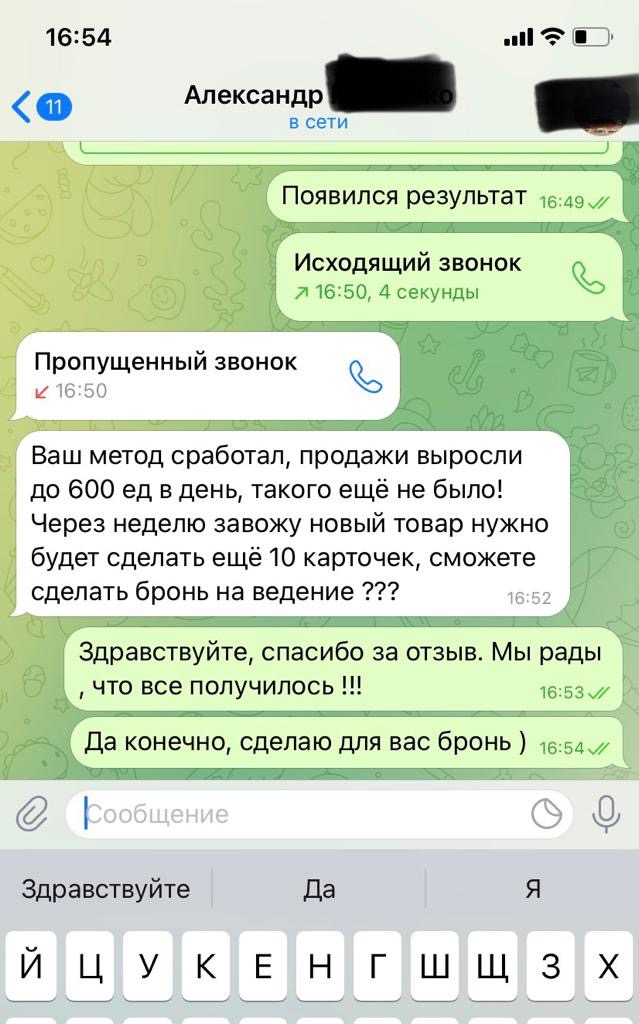 16:54
11
Александр
в сети
Появился результат 16:49
Исходящий звонок
16:50, 4 секунды
Пропущенный звонок
16:50
Ваш метод сработал, продажи выросли
до 600 ед в день, такого ещё не было!
Через неделю завожу новый товар нужно
будет сделать ещё 10 карточек, сможете
сделать бронь на ведение ???
16:52
Здравствуйте, спасибо за отзыв. Мы рады
, что все получилось !!!
16:53
Да конечно, сделаю для вас бронь ) 16:54
Сообщение
Здравствуйте Да Я
Й Ц У К Е Н Г Ш Щ З Х